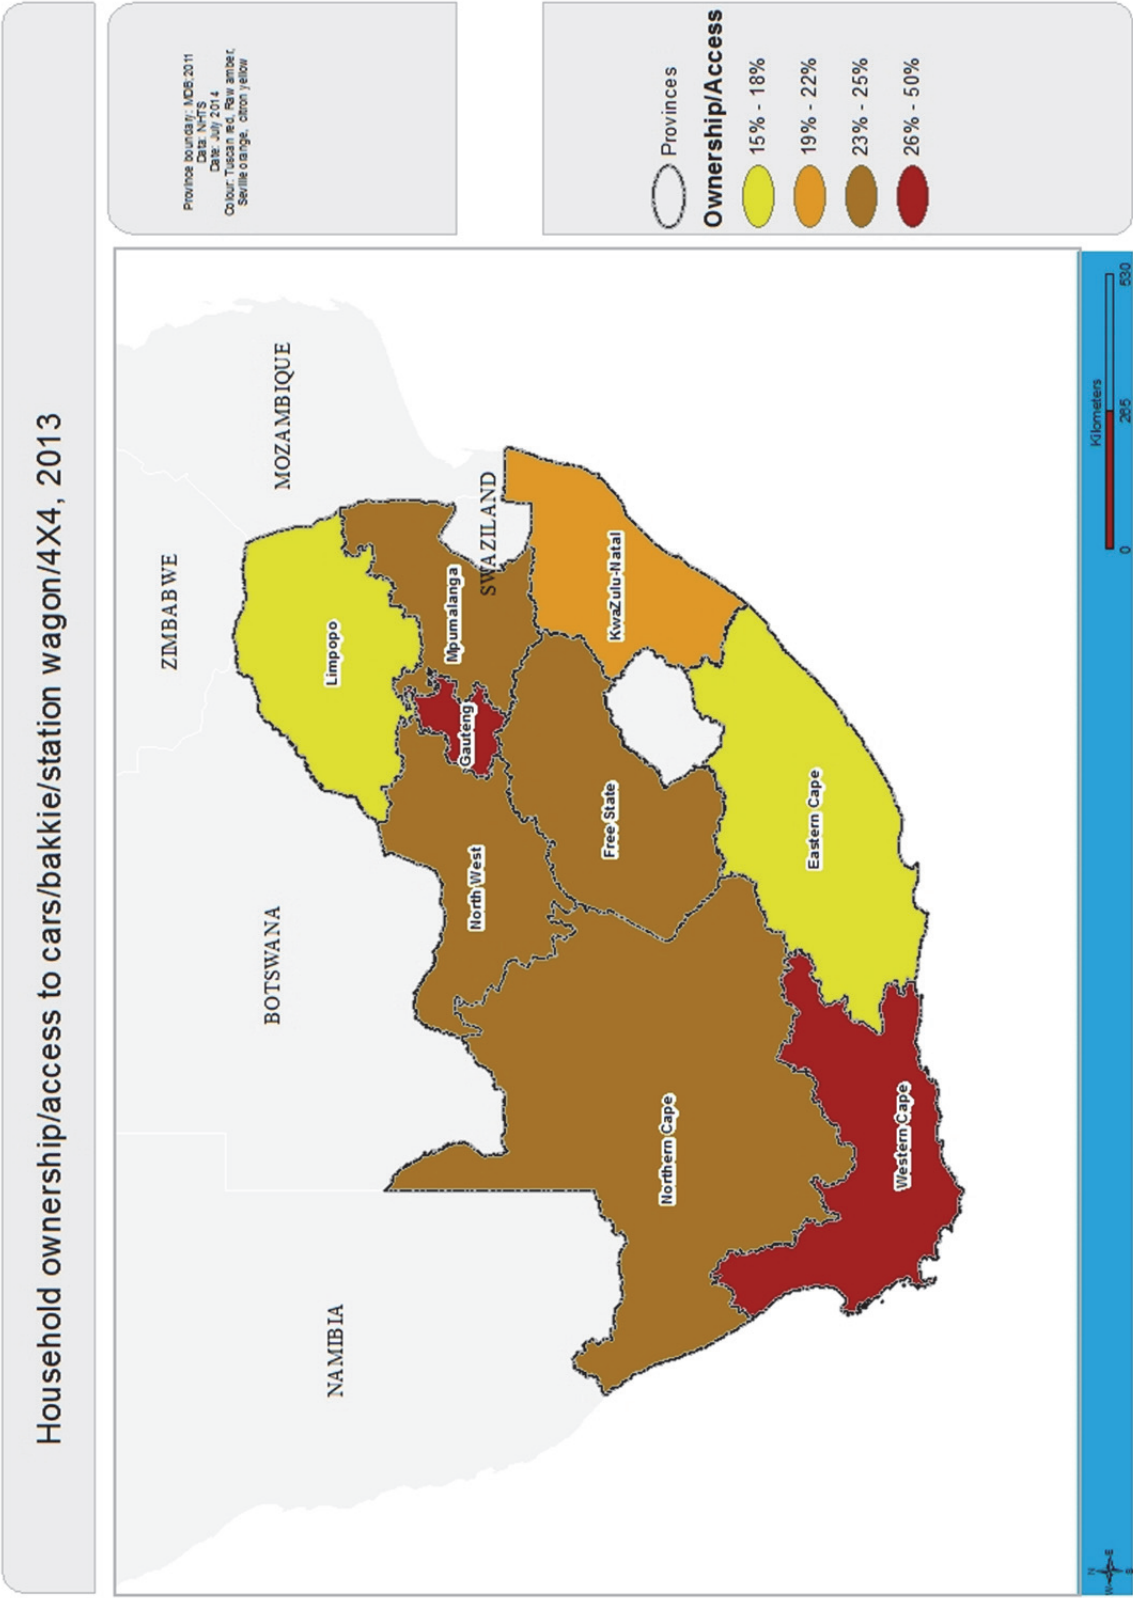 Household ownership/access to cars/bakkie/station wagon/4X4, 2013
Province boundary: MDB:2011
Data: NHTS
Date: July 2014
Colour: Tuscan red, Raw amber,
Seville orange, citron yellow
ZIMBABWE
MOZAMBIQUE
BOTSWANA
NAMIBIA
SWAZILAND
Limpopo
Mpumalanga
Gauteng
North West
Free State
KwaZulu-Natal
Northern Cape
Eastern Cape
Western Cape
Provinces
Ownership/Access
15% - 18%
19% - 22%
23% - 25%
26% - 50%
N
W E
S
Kilometers
0 265 530